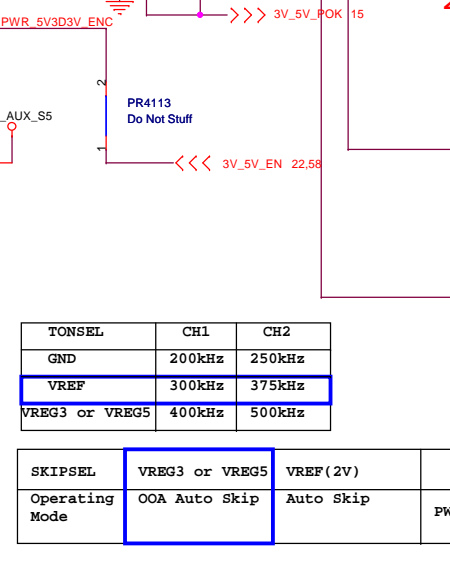 3V_5V_POK 15
PWR_5V3D3V_ENC
2
PR4113
Do Not Stuff
_AUX_S5
1
3V_5V_EN 22,58
TONSEL CH1 CH2
GND 200kHz 250kHz
VREF 300kHz 375kHz
VREG3 or VREG5 400kHz 500kHz
SKIPSEL VREG3 or VREG5 VREF(2V)
Operating Mode OOA Auto Skip Auto Skip
PW